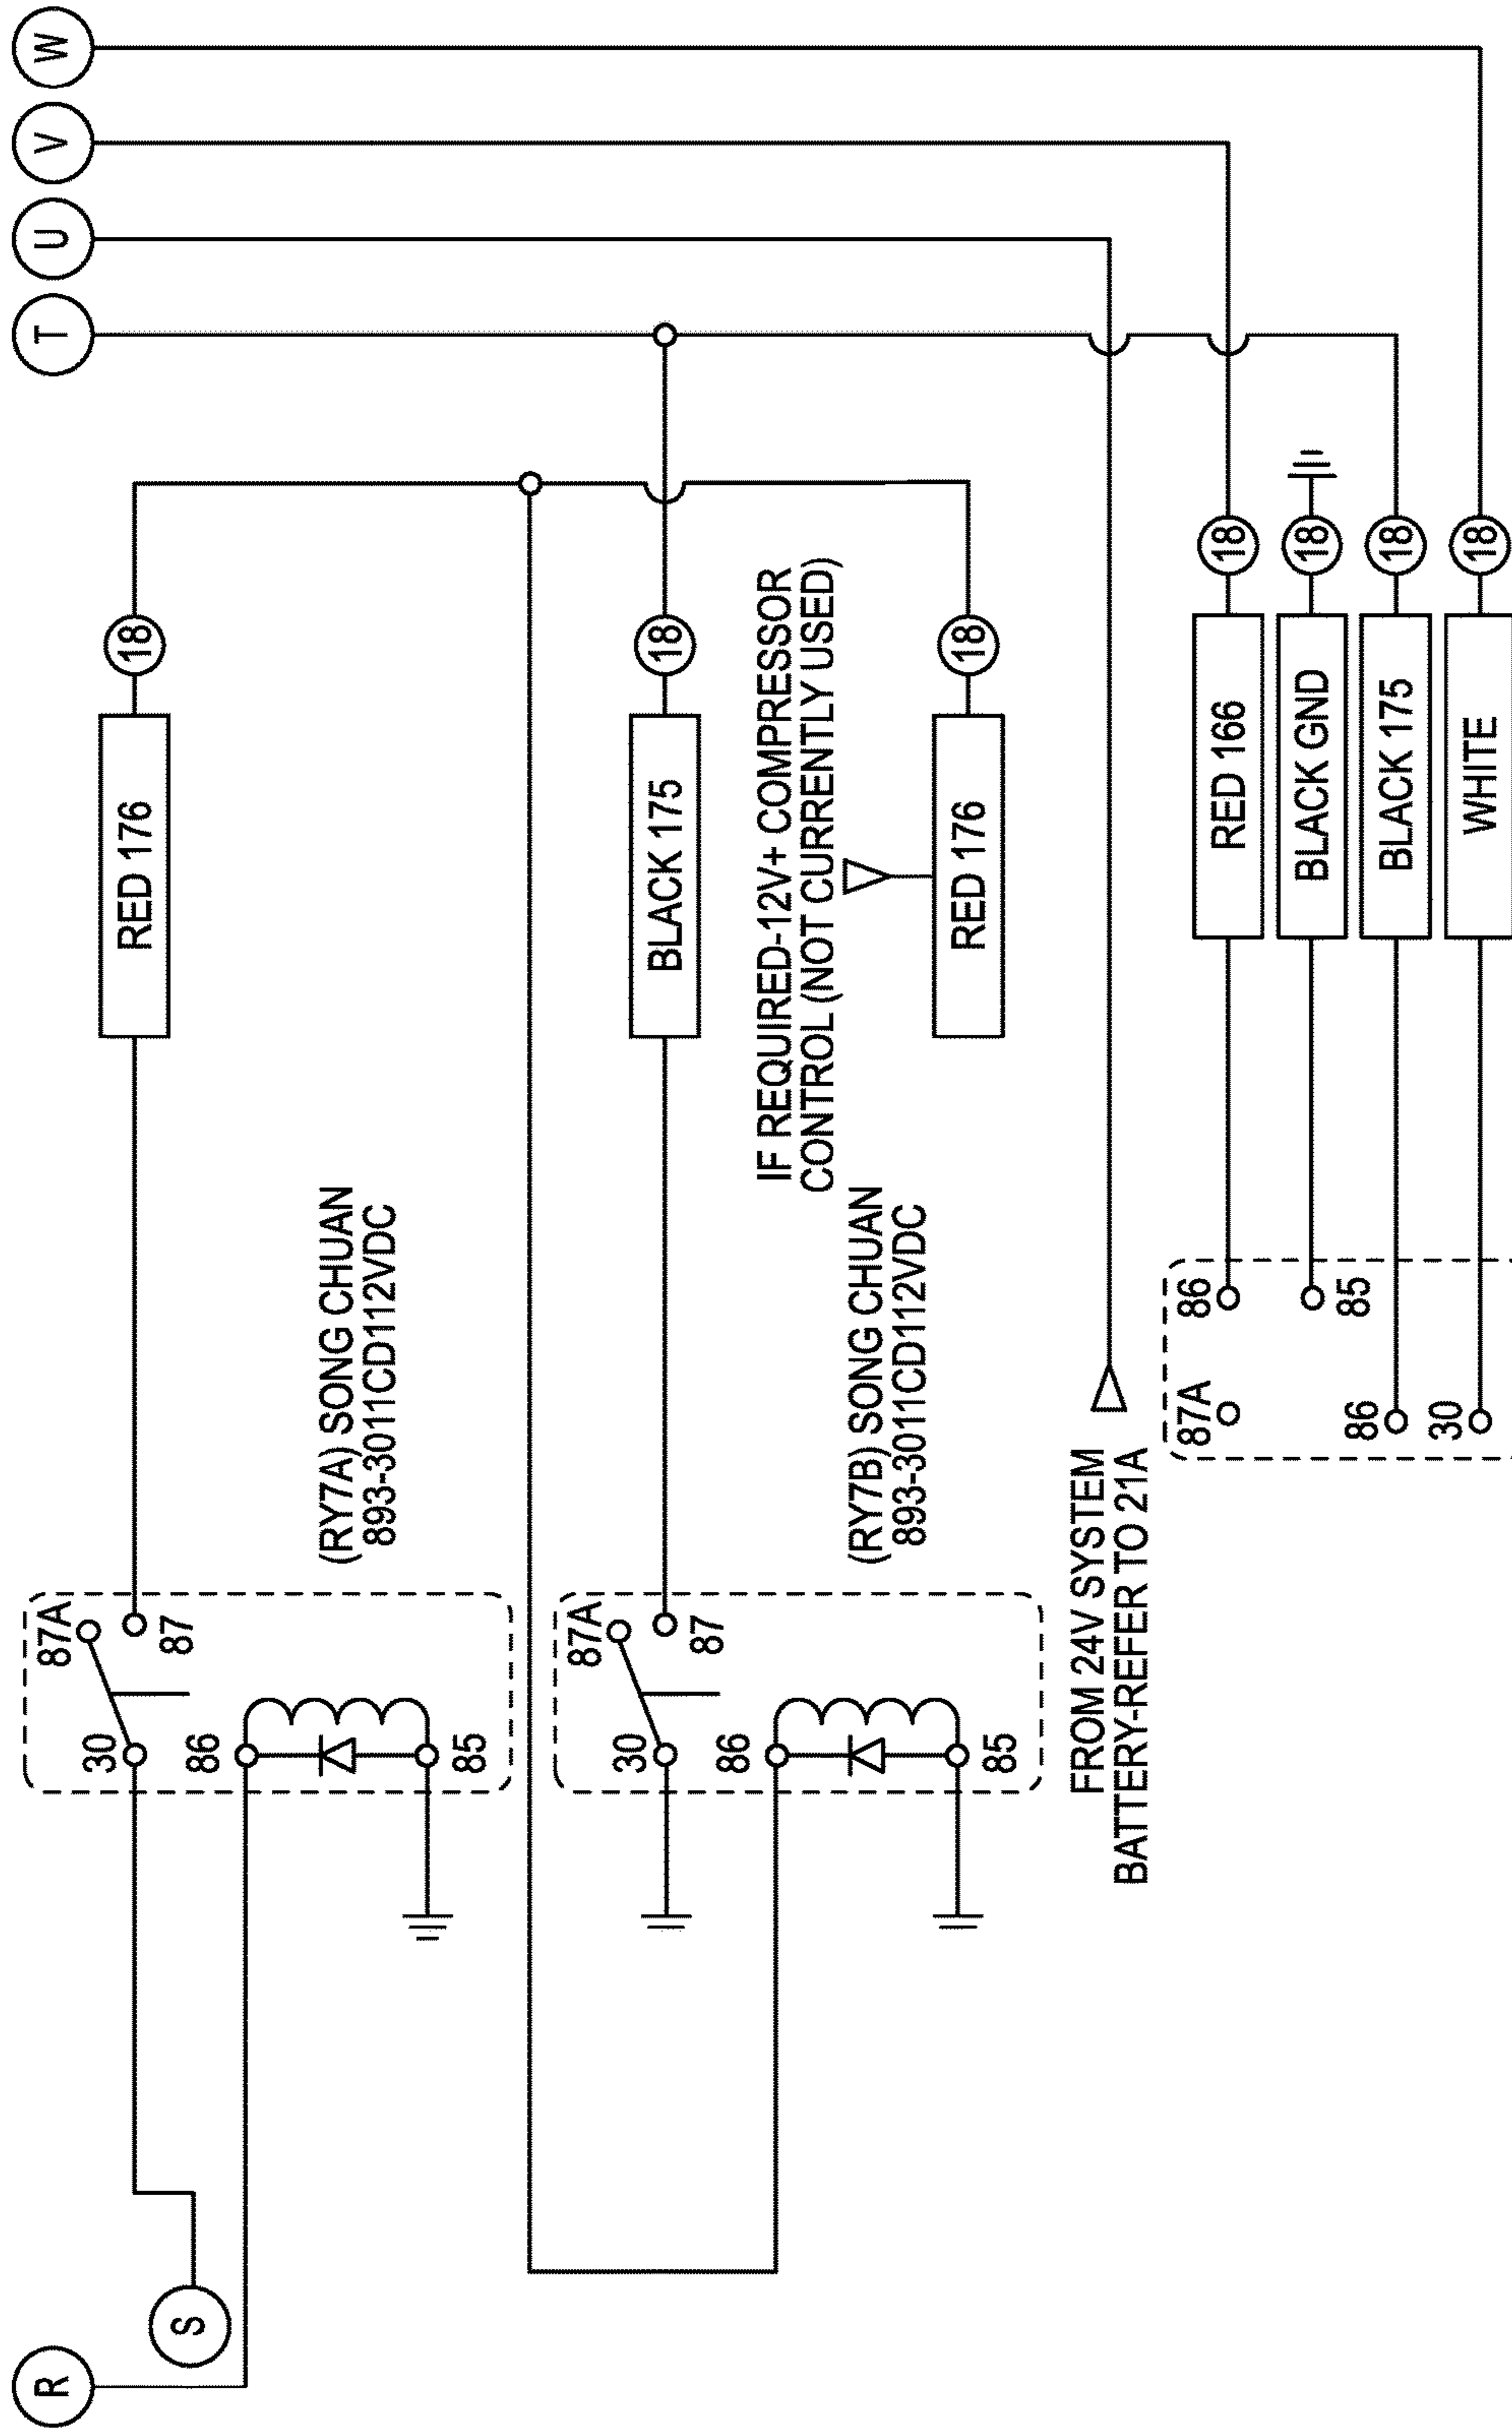 R
S
30
87A
87
86
85
(RY7A) SONG CHUAN
893-3011CD112VDC
RED 176
18
30
87A
87
86
85
(RY7B) SONG CHUAN
893-3011CD112VDC
BLACK 175
18
IF REQUIRED-12V+ COMPRESSOR
CONTROL (NOT CURRENTLY USED)
RED 176
18
T
U
V
W
FROM 24V SYSTEM
BATTERY-REFER TO 21A
87A
86
85
86
30
RED 166
18
BLACK GND
18
BLACK 175
18
WHITE
18